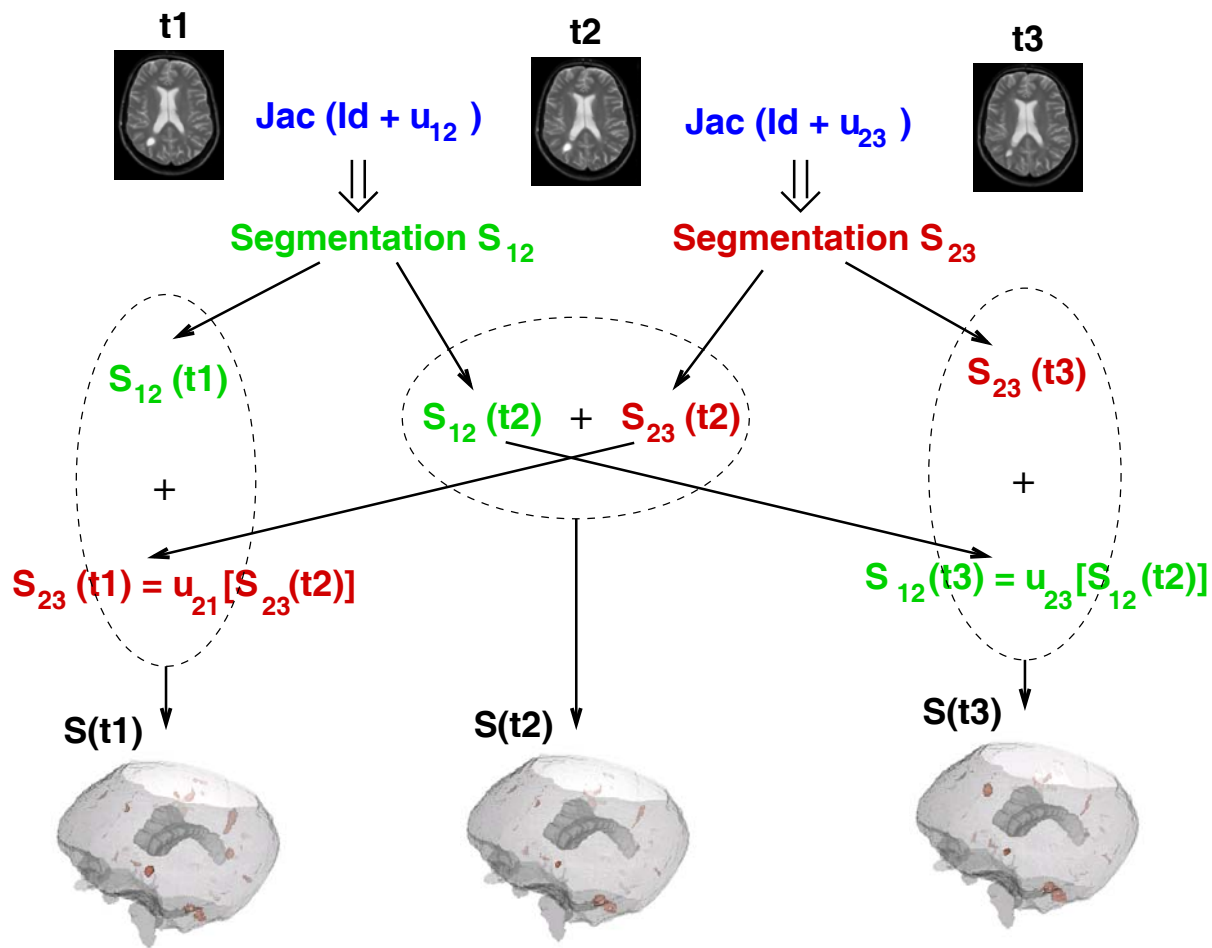 t1
t2
t3
Jac (Id + u12 )
Jac (Id + u23 )
Segmentation S12
Segmentation S23
S12 (t1)
S23 (t3)
S12 (t2) + S23 (t2)
+
+
S23 (t1) = u21 [S23(t2)]
S12 (t3) = u23 [S12 (t2)]
S(t1)
S(t2)
S(t3)